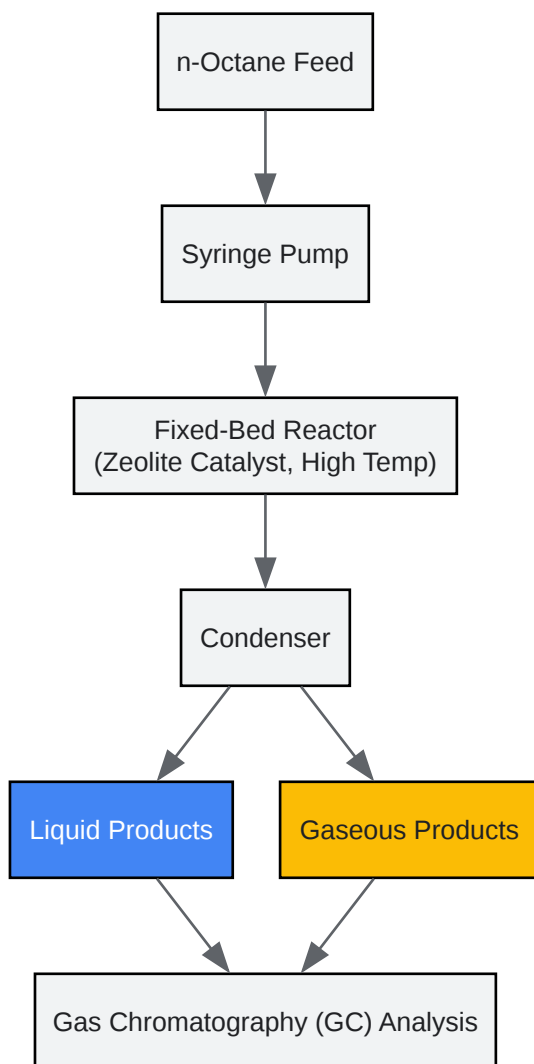 n-Octane Feed
Syringe Pump
Fixed-Bed Reactor
(Zeolite Catalyst, High Temp)
Condenser
Liquid Products
Gaseous Products
Gas Chromatography (GC) Analysis